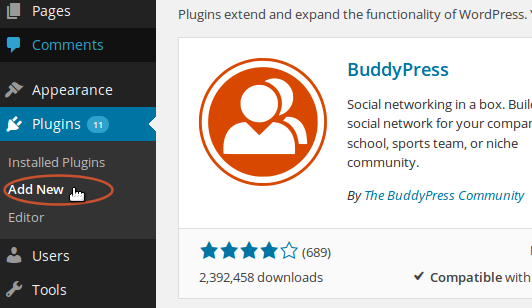 Pages
Comments
Appearance
Plugins 11
Installed Plugins
Add New
Editor
Users
Tools
Plugins extend and expand the functionality of WordPress.
BuddyPress
Social networking in a box. Build
social network for your company
school, sports team, or niche
community.
By The BuddyPress Community
(689)
2,392,458 downloads
Compatible with